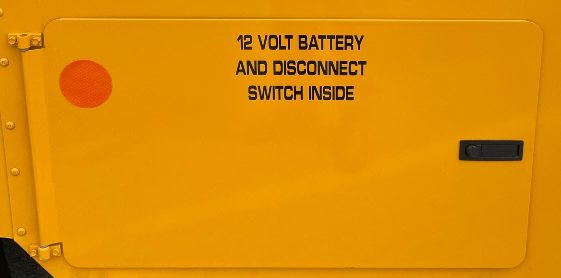 12 VOLT BATTERY
AND DISCONNECT
SWITCH INSIDE